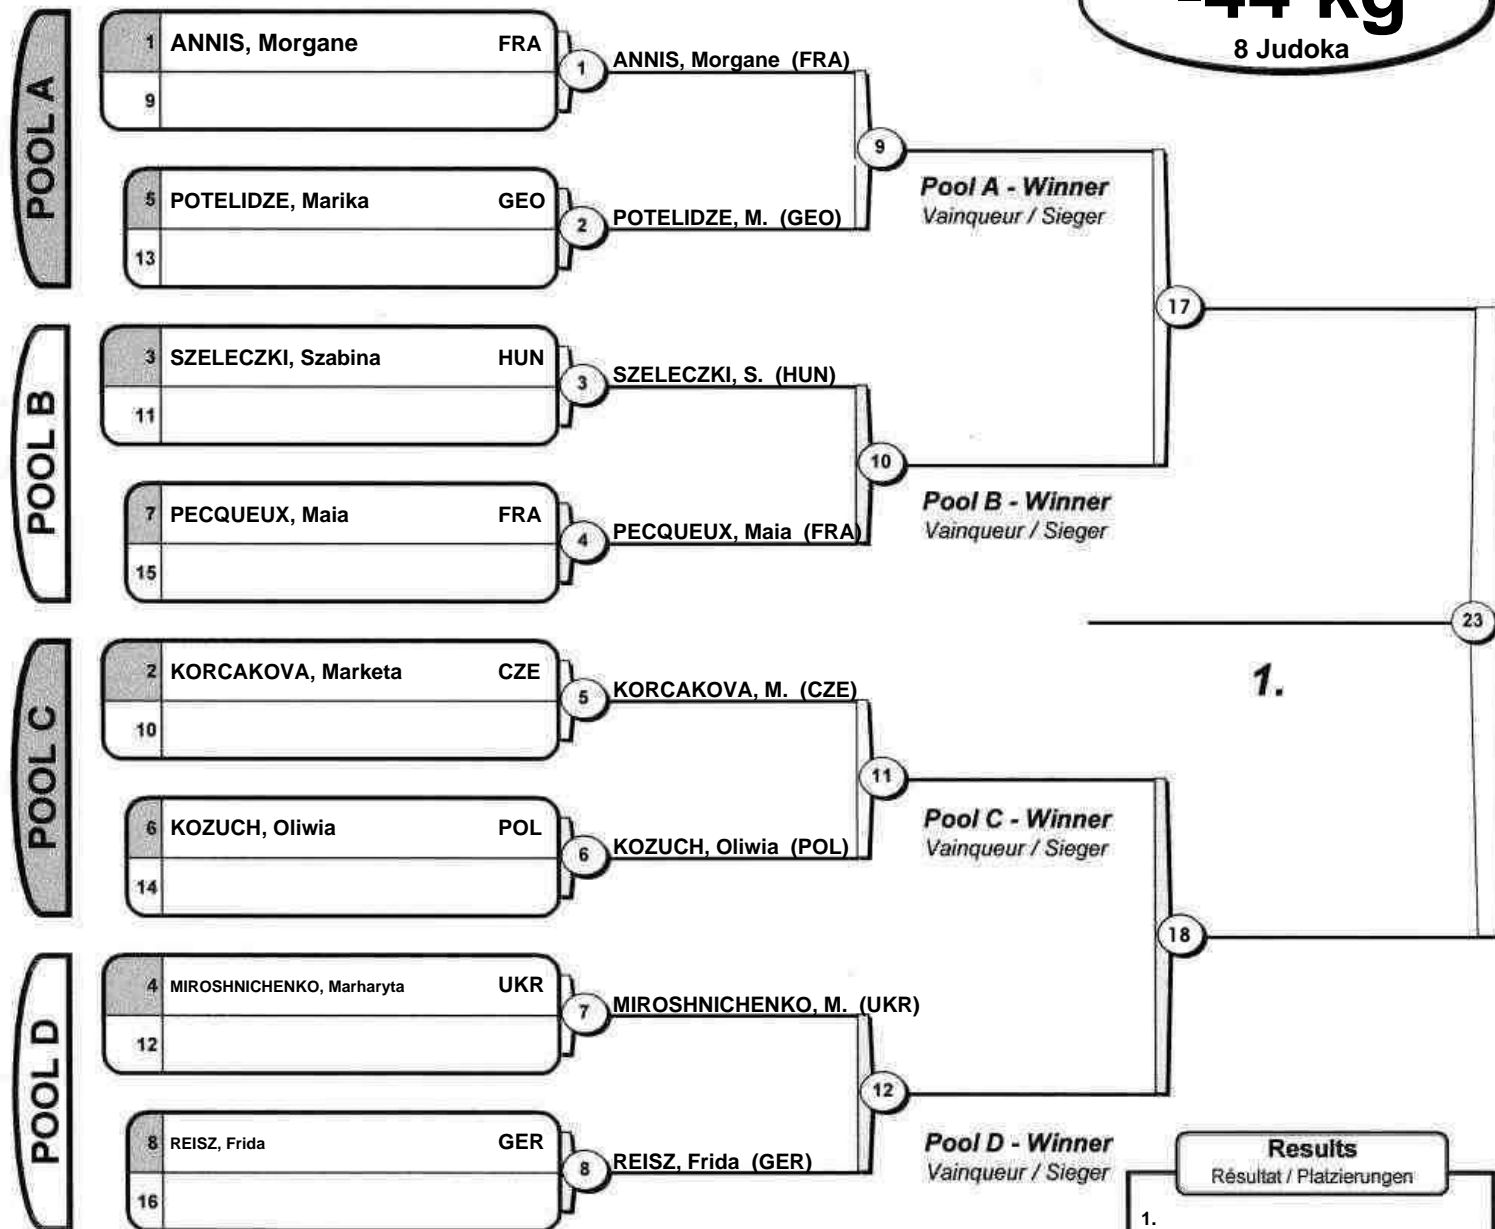 -44 kg
8 Judoka
POOL A
1 ANNIS, Morgane FRA
9
1
ANNIS, Morgane (FRA)
5 POTELIDZE, Marika GEO
13
2
POTELIDZE, M. (GEO)
9
Pool A - Winner
Vainqueur / Sieger
POOL B
3 SZELECZKI, Szabina HUN
11
3
SZELECZKI, S. (HUN)
7 PECQUEUX, Maia FRA
15
4
PECQUEUX, Maia (FRA)
10
Pool B - Winner
Vainqueur / Sieger
17
POOL C
2 KORCAKOVA, Marketa CZE
10
5
KORCAKOVA, M. (CZE)
6 KOZUCH, Oliwia POL
14
6
KOZUCH, Oliwia (POL)
11
Pool C - Winner
Vainqueur / Sieger
POOL D
4 MIROSHNICHENKO, Marharyta UKR
12
7
MIROSHNICHENKO, M. (UKR)
8 REISZ, Frida GER
16
8
REISZ, Frida (GER)
12
Pool D - Winner
Vainqueur / Sieger
18
23
1.
Results
Résultat / Platzierungen
1.